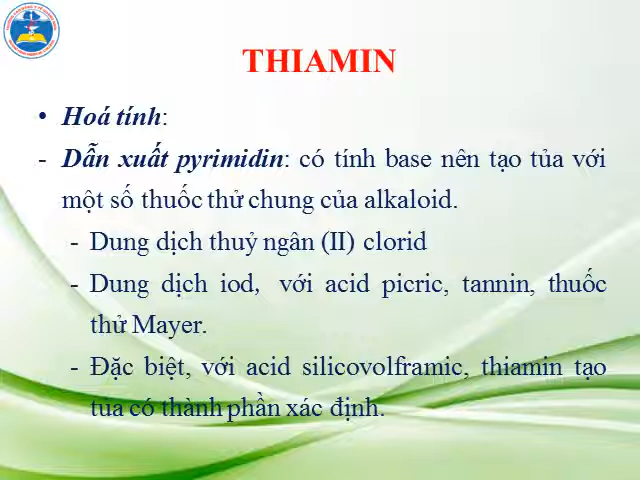 THIAMIN
• Hoá tính:
- Dẫn xuất pyrimidin: có tính base nên tạo tủa với
một số thuốc thử chung của alkaloid.
- Dung dịch thuỷ ngân (II) clorid
- Dung dịch iod, với acid picric, tannin, thuốc
thử Mayer.
- Đặc biệt, với acid silicovolframic, thiamin tạo
tủa có thành phần xác định.